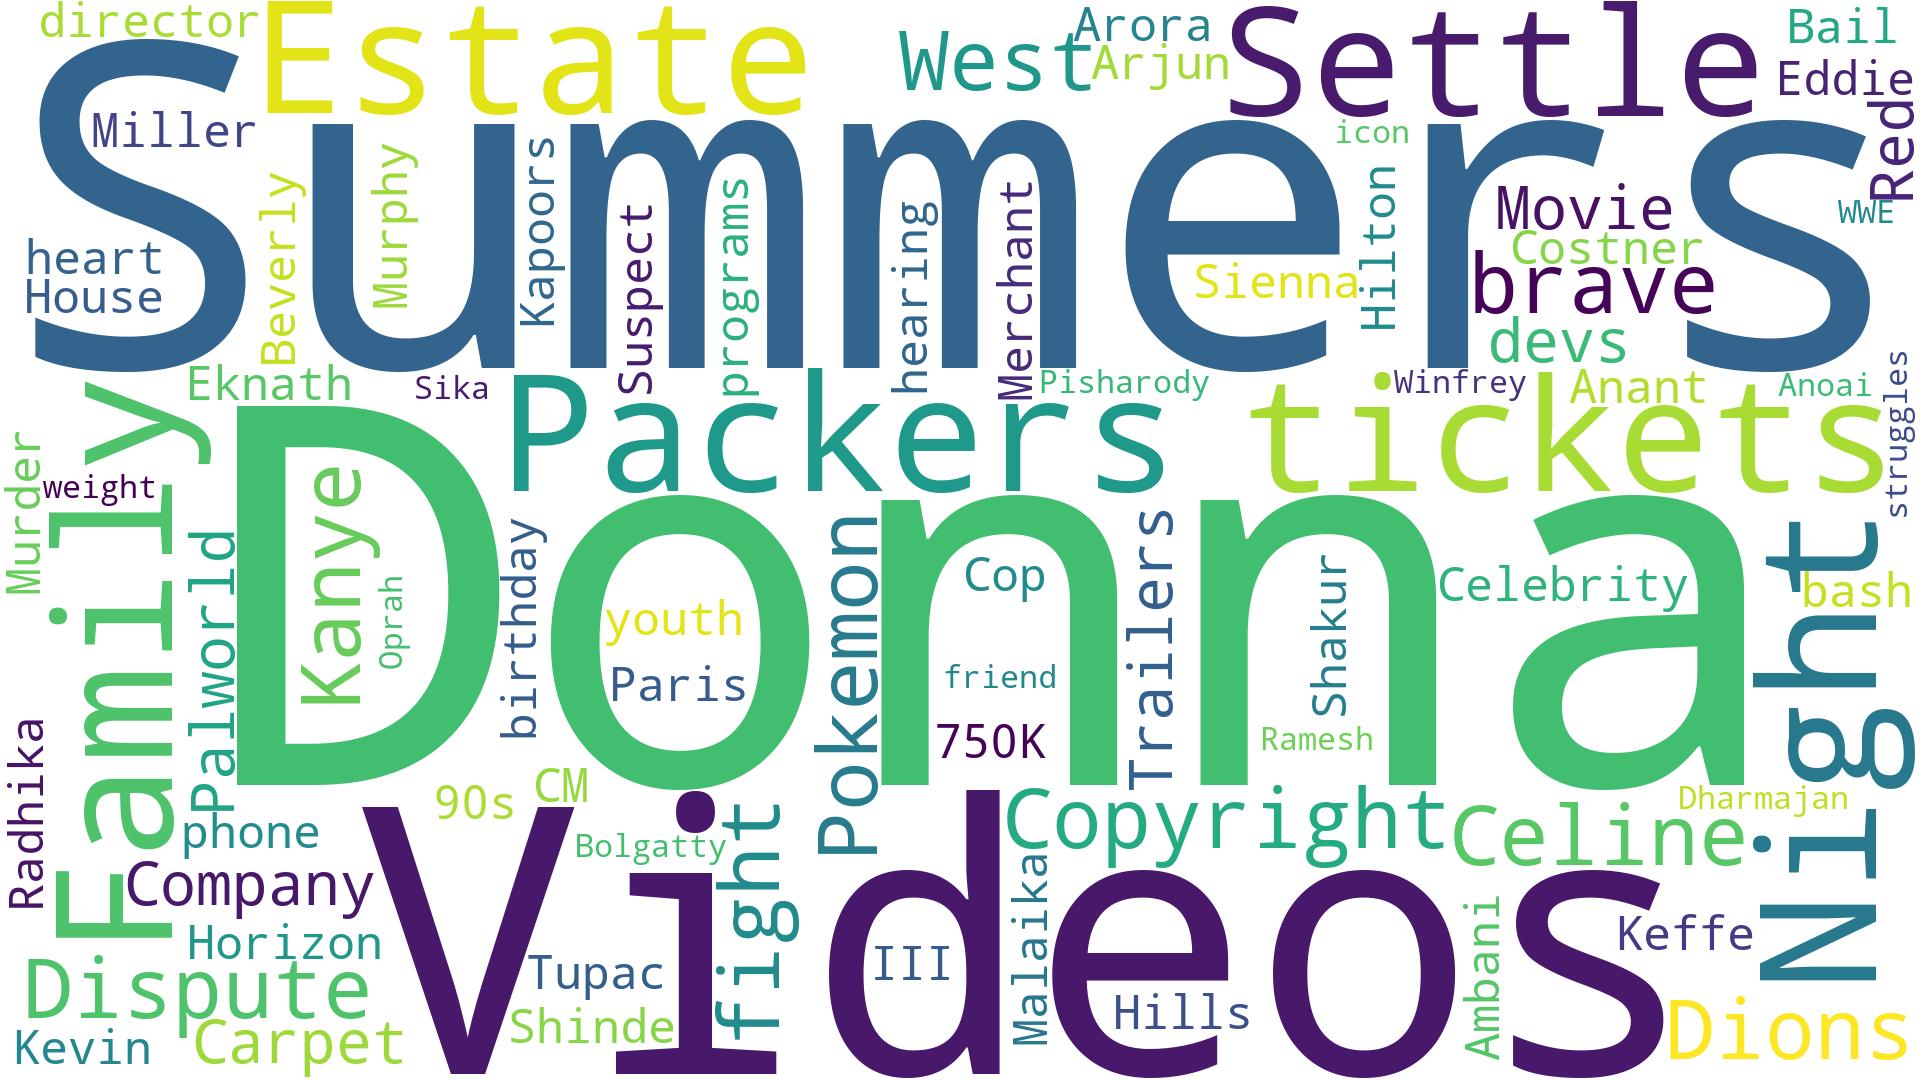 director
Estate
West
Arora
Arjun
Settle
Bail
Eddie
Red
Summers
Miller
heart
House
Beverly
Murphy
Kapoors
Suspect
programs
hearing
Merchant
Sienna
icon
Hilton
Movie
Costner
brave
devs
WWE
Eknath
Sika
Packers
Pisharody
tickets
Winfrey
Anant
Anoai
struggles
Family
Murder
weight
Palworld
Donna
Kanye
Oprah
birthday
youth
Paris
Pokemon
Cop
friend
750K
Trailers
Shakur
Ramesh
Celebrity
Night
bash
Radhika
phone
Company
Horizon
Dispute
Kevin
Carpet
90s
CM
Bolgatty
Videos
fight
Tupac
Shinde
III
Copyright
Malaika
Hills
Celine
Dharmajan
Ambani
Keffe
Dions